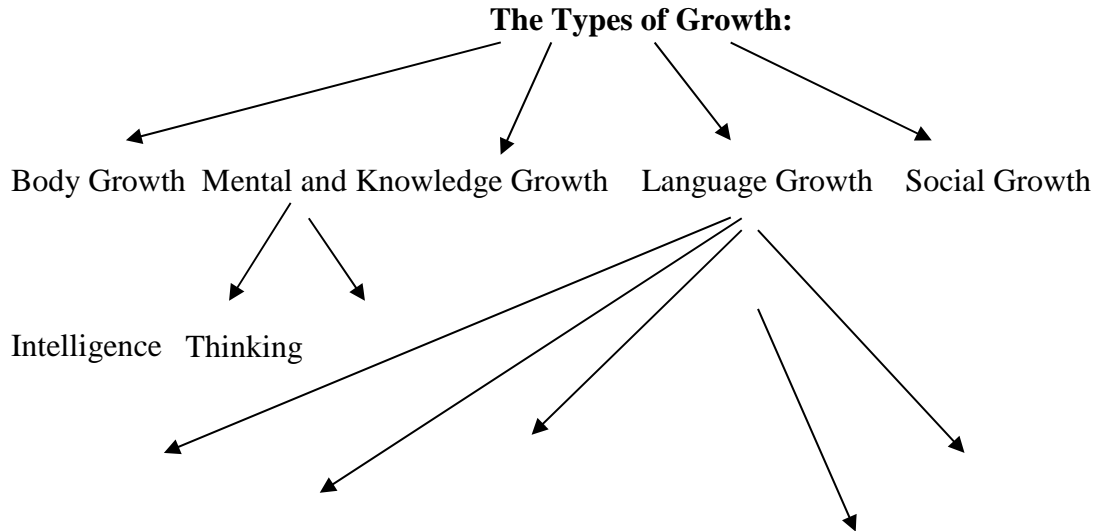 The Types of Growth:
Body Growth Mental and Knowledge Growth Language Growth Social Growth
Intelligence Thinking